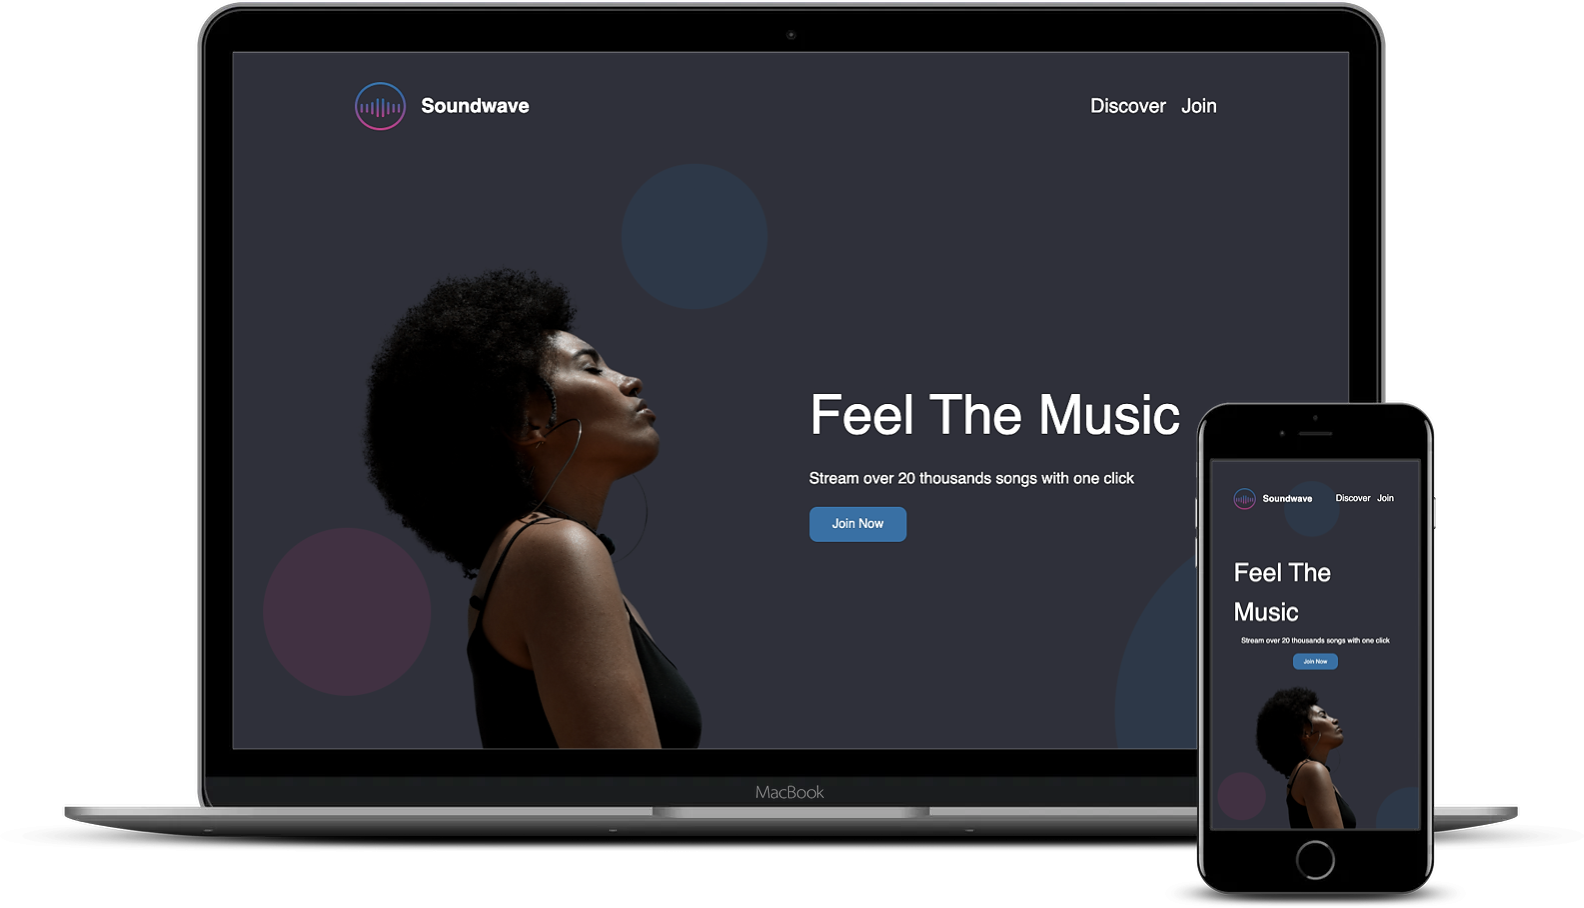 Soundwave
Discover Join
Feel The Music
Stream over 20 thousands songs with one click
Join Now
MacBook
Soundwave
Discover Join
Feel The
Music
Stream over 20 thousands songs with one click
Join Now